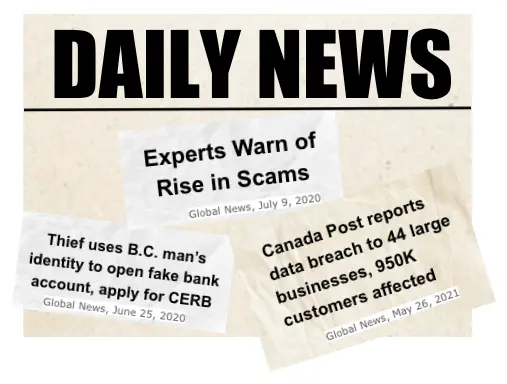 DAILY NEWS
Experts Warn of
Rise in Scams
Global News, July 9, 2020
Thief uses B.C. man's
identity to open fake bank
account, apply for CERB
Global News, June 25, 2020
Canada Post reports
data breach to 44 large
businesses, 950K
customers affected
Global News, May 26, 2021